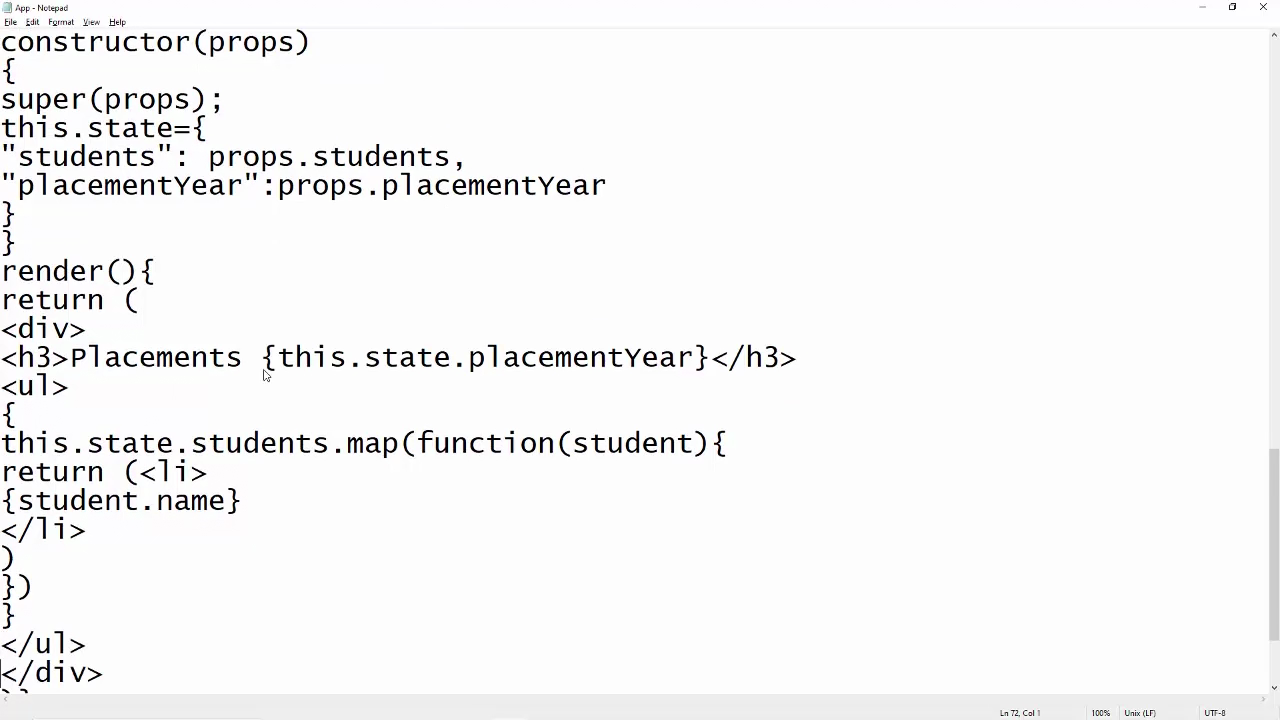 App - Notepad
File Edit Format View Help
constructor(props)
{
super(props);
this.state={
"students": props.students,
"placementYear":props.placementYear
}
}
render(){
return (
<div>
<h3>Placements {this.state.placementYear}</h3>
<ul>
{
this.state.students.map(function(student){
return (<li>
{student.name}
</li>
)
})
}
</ul>
</div>
Ln 72, Col 1 100% Unix (LF) UTF-8